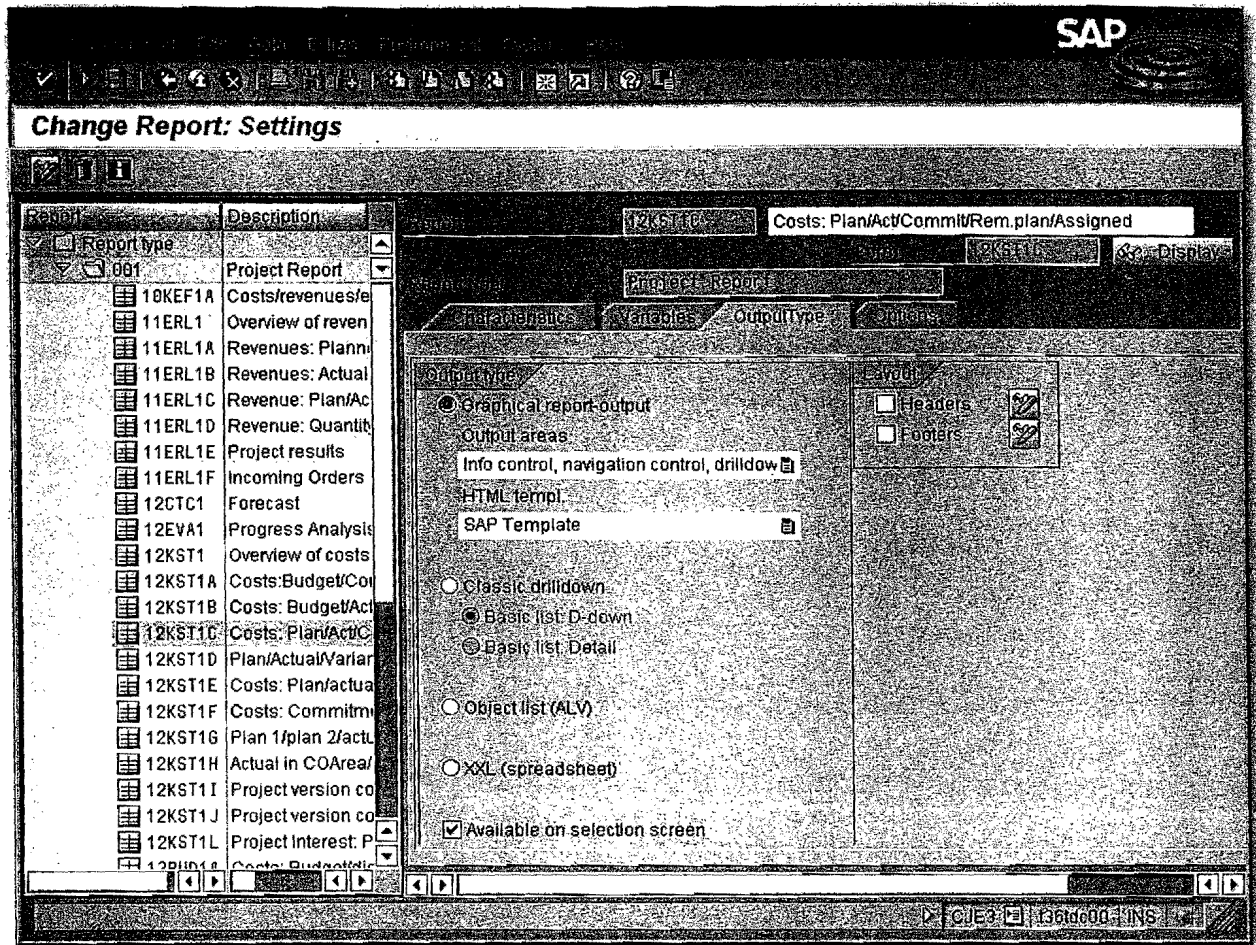 SAP
Change Report: Settings
Report Description
Report type
001 Project Report
10KEF1A Costs/revenues/e
11ERL1 Overview of reven
11ERL1A Revenues: Plann
11ERL1B Revenues: Actual
11ERL1C Revenue: Plan/Ac
11ERL1D Revenue: Quantit
11ERL1E Project results
11ERL1F Incoming Orders
12CTC1 Forecast
12EVA1 Progress Analysis
12KST1 Overview of costs
12KST1A Costs:Budget/Co
12KST1B Costs: Budget/Act
12KST1C Costs: Plan/Act/C
12KST1D Plan/Actual/Varian
12KST1E Costs: Plan/actua
12KST1F Costs: Commitm
12KST1G Plan 1/plan 2/actu
12KST1H Actual in COArea/
12KST1I Project version co
12KST1J Project version co
12KST1L Project Interest: P
12KST1C Costs: Plan/Act/Commit/Rem.plan/Assigned
12KST1C Display
Project Report
Characteristics Variables OutputType Options
Output type
Graphical report-output
Output areas
Info control, navigation control, drilldow
HTML templ.
SAP Template
Classic drilldown
Basic list: D-down
Basic list: Detail
Object list (ALV)
XXL (spreadsheet)
Available on selection screen
Layout
Headers
Footers
CJE3 INS